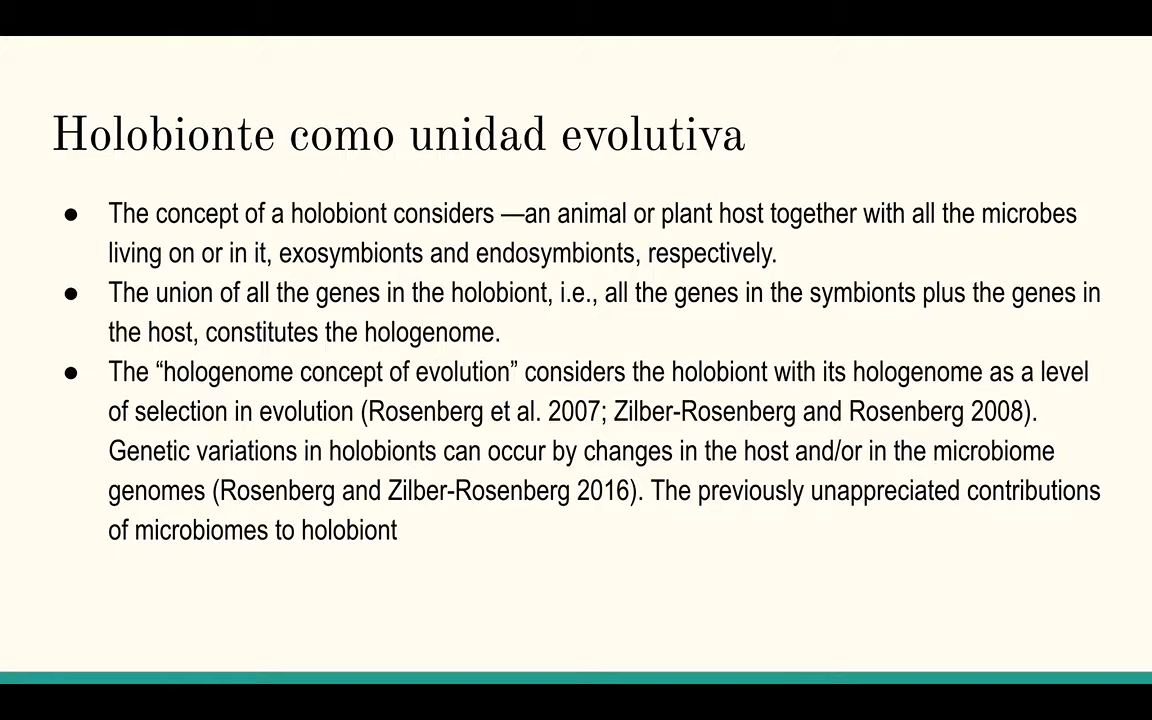 Holobionte como unidad evolutiva
● The concept of a holobiont considers —an animal or plant host together with all the microbes
living on or in it, exosymbionts and endosymbionts, respectively.
● The union of all the genes in the holobiont, i.e., all the genes in the symbionts plus the genes in
the host, constitutes the hologenome.
● The “hologenome concept of evolution” considers the holobiont with its hologenome as a level
of selection in evolution (Rosenberg et al. 2007; Zilber-Rosenberg and Rosenberg 2008).
Genetic variations in holobionts can occur by changes in the host and/or in the microbiome
genomes (Rosenberg and Zilber-Rosenberg 2016). The previously unappreciated contributions
of microbiomes to holobiont